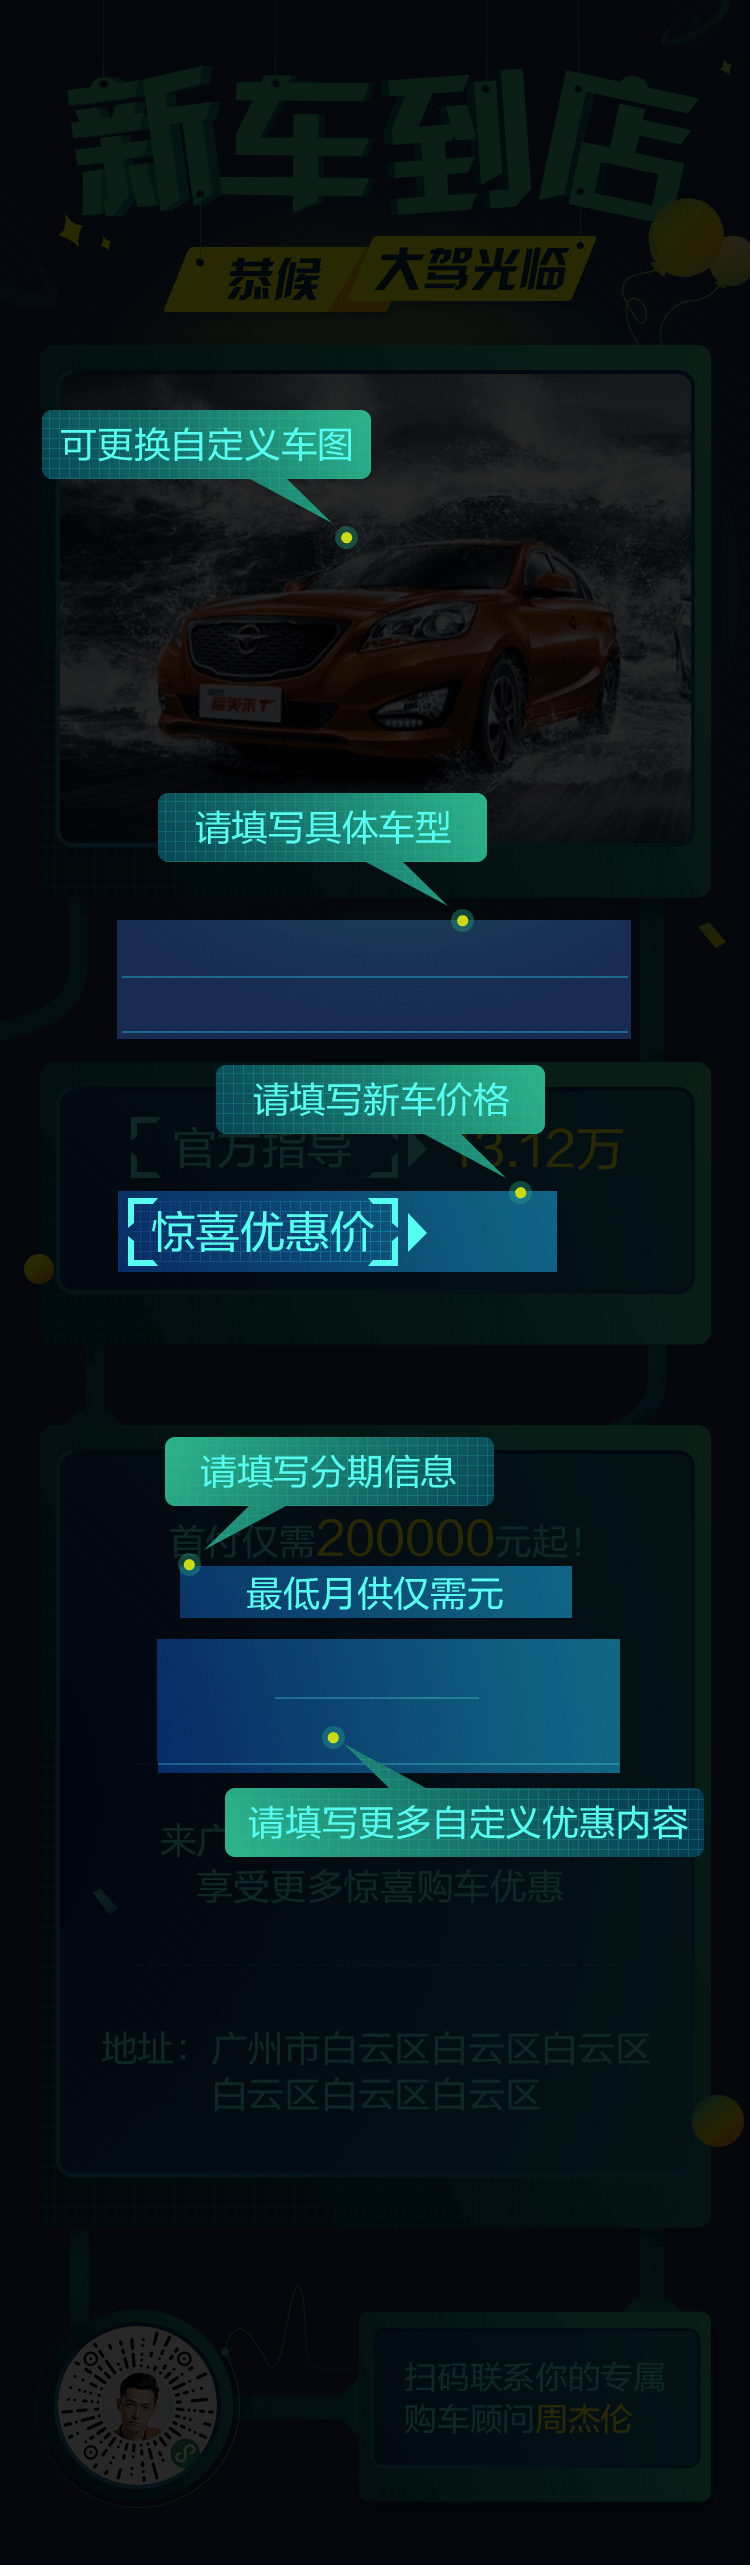 新车到店
恭候 大驾光临
可更换自定义车图
福美来T
请填写具体车型
请填写新车价格
官方指导 13.12万
惊喜优惠价
请填写分期信息
首付仅需200000元起！
最低月供仅需元
请填写更多自定义优惠内容
来广
享受更多惊喜购车优惠
地址：广州市白云区白云区白云区
白云区白云区白云区
扫码联系你的专属
购车顾问周杰伦